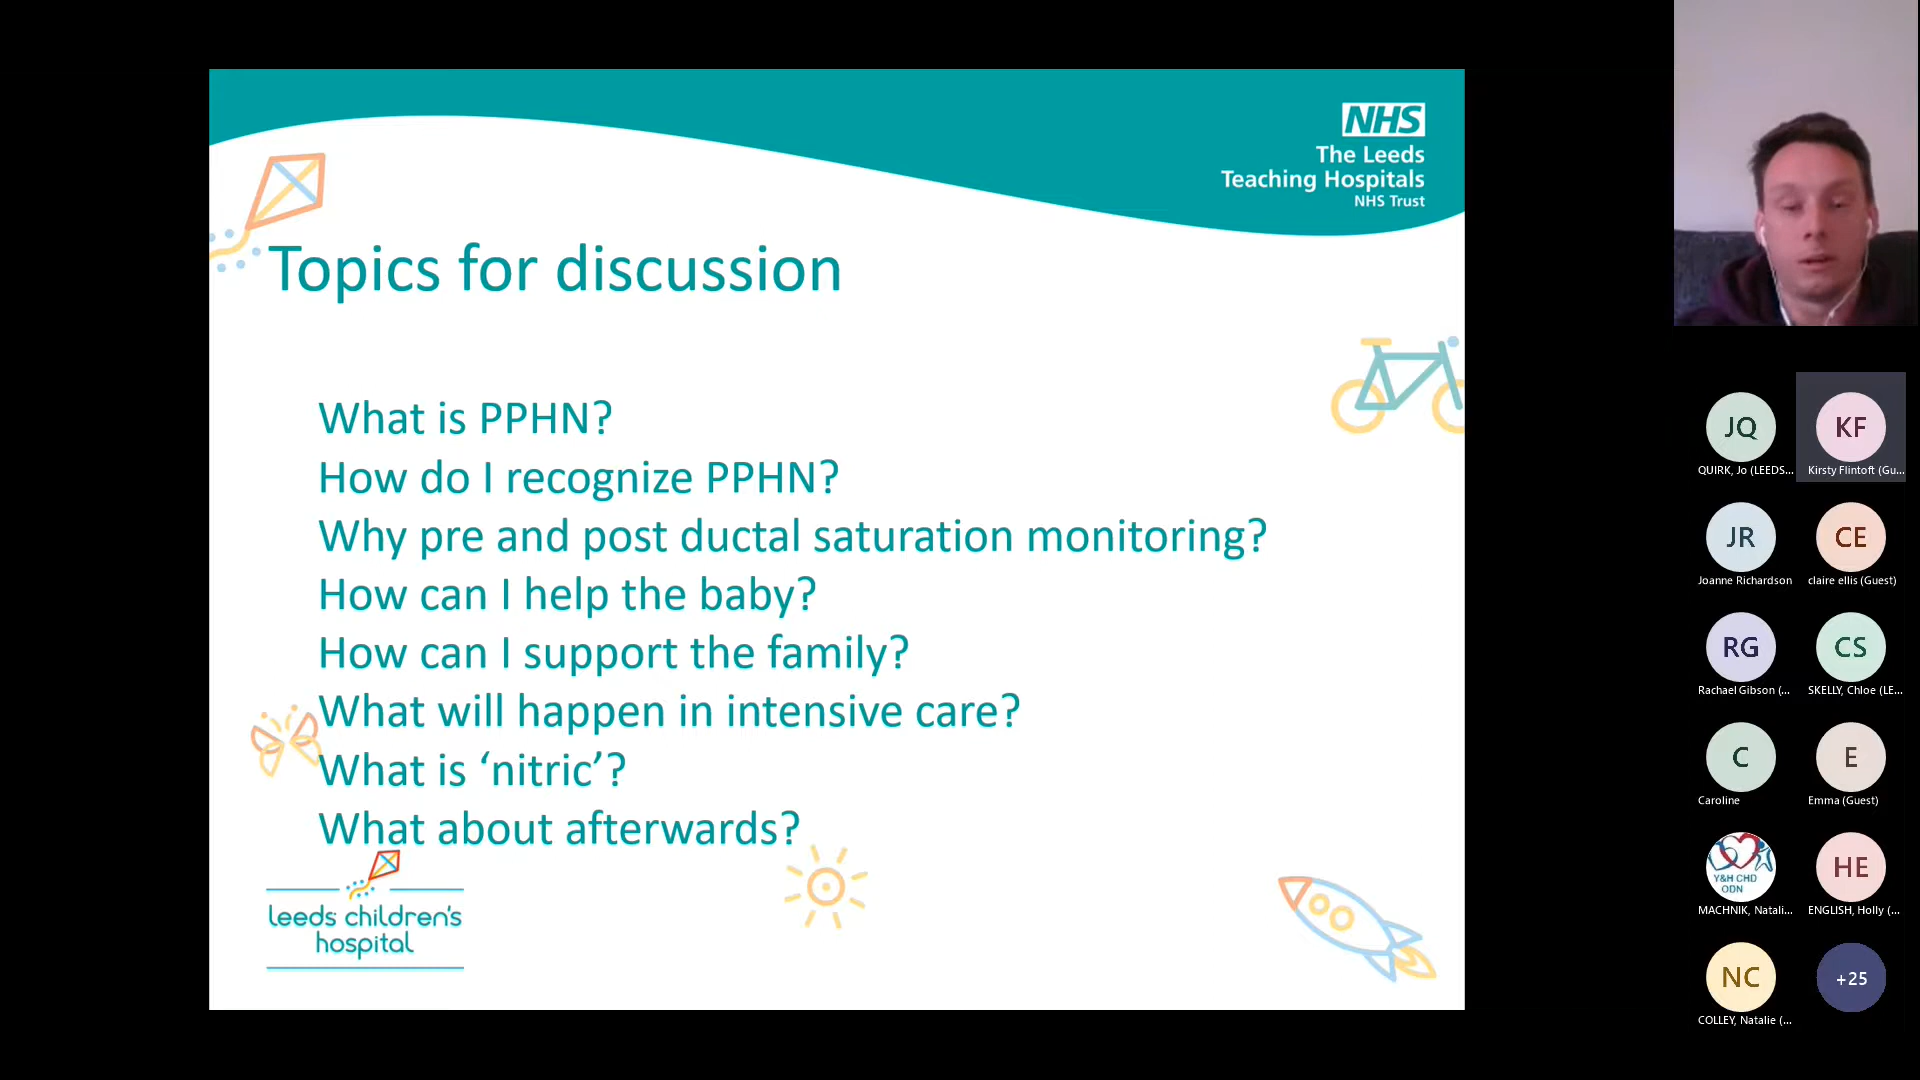 NHS
The Leeds
Teaching Hospitals
NHS Trust
Topics for discussion
What is PPHN?
How do I recognize PPHN?
Why pre and post ductal saturation monitoring?
How can I help the baby?
How can I support the family?
What will happen in intensive care?
What is ‘nitric’?
What about afterwards?
leeds children's
hospital
JQ
QUIRK, Jo (LEEDS...
KF
Kirsty Flintoft (Gu...
JR
Joanne Richardson
CE
claire ellis (Guest)
RG
Rachael Gibson (...
CS
SKELLY, Chloe (LE...
C
Caroline
E
Emma (Guest)
Y&H CHD
ODN
MACHNIK, Natali...
HE
ENGLISH, Holly (...
NC
COLLEY, Natalie (...
+25